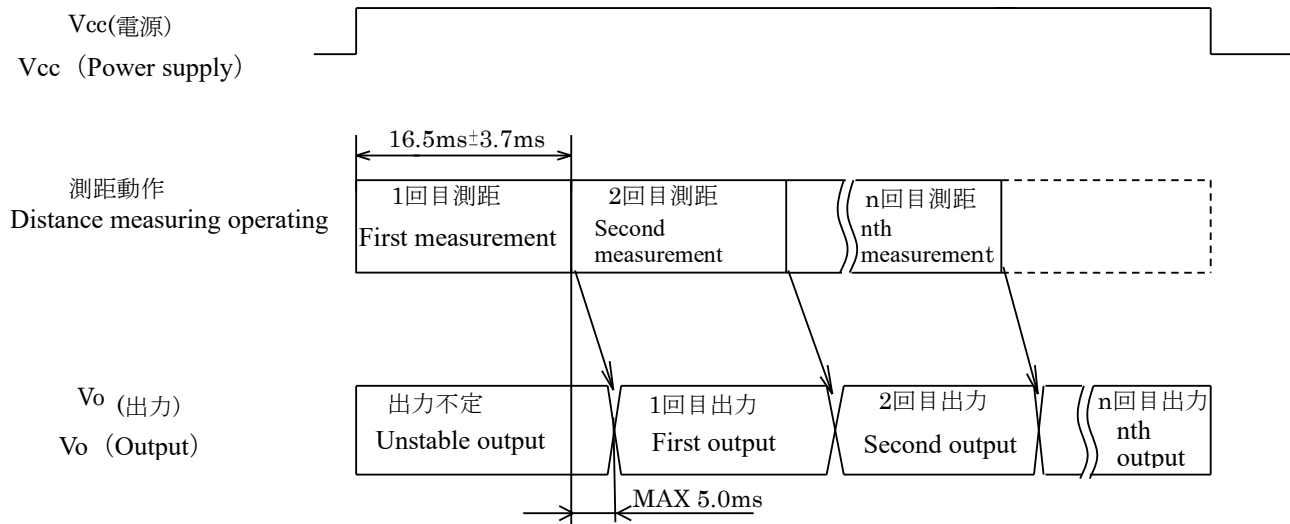 Vcc(電源)
Vcc（Power supply）
16.5ms±3.7ms
測距動作
Distance measuring operating
1回目測距
First measurement
2回目測距
Second
measurement
n回目測距
nth
measurement
Vo (出力)
Vo（Output）
出力不定
Unstable output
1回目出力
First output
2回目出力
Second output
n回目出力
nth
output
MAX 5.0ms